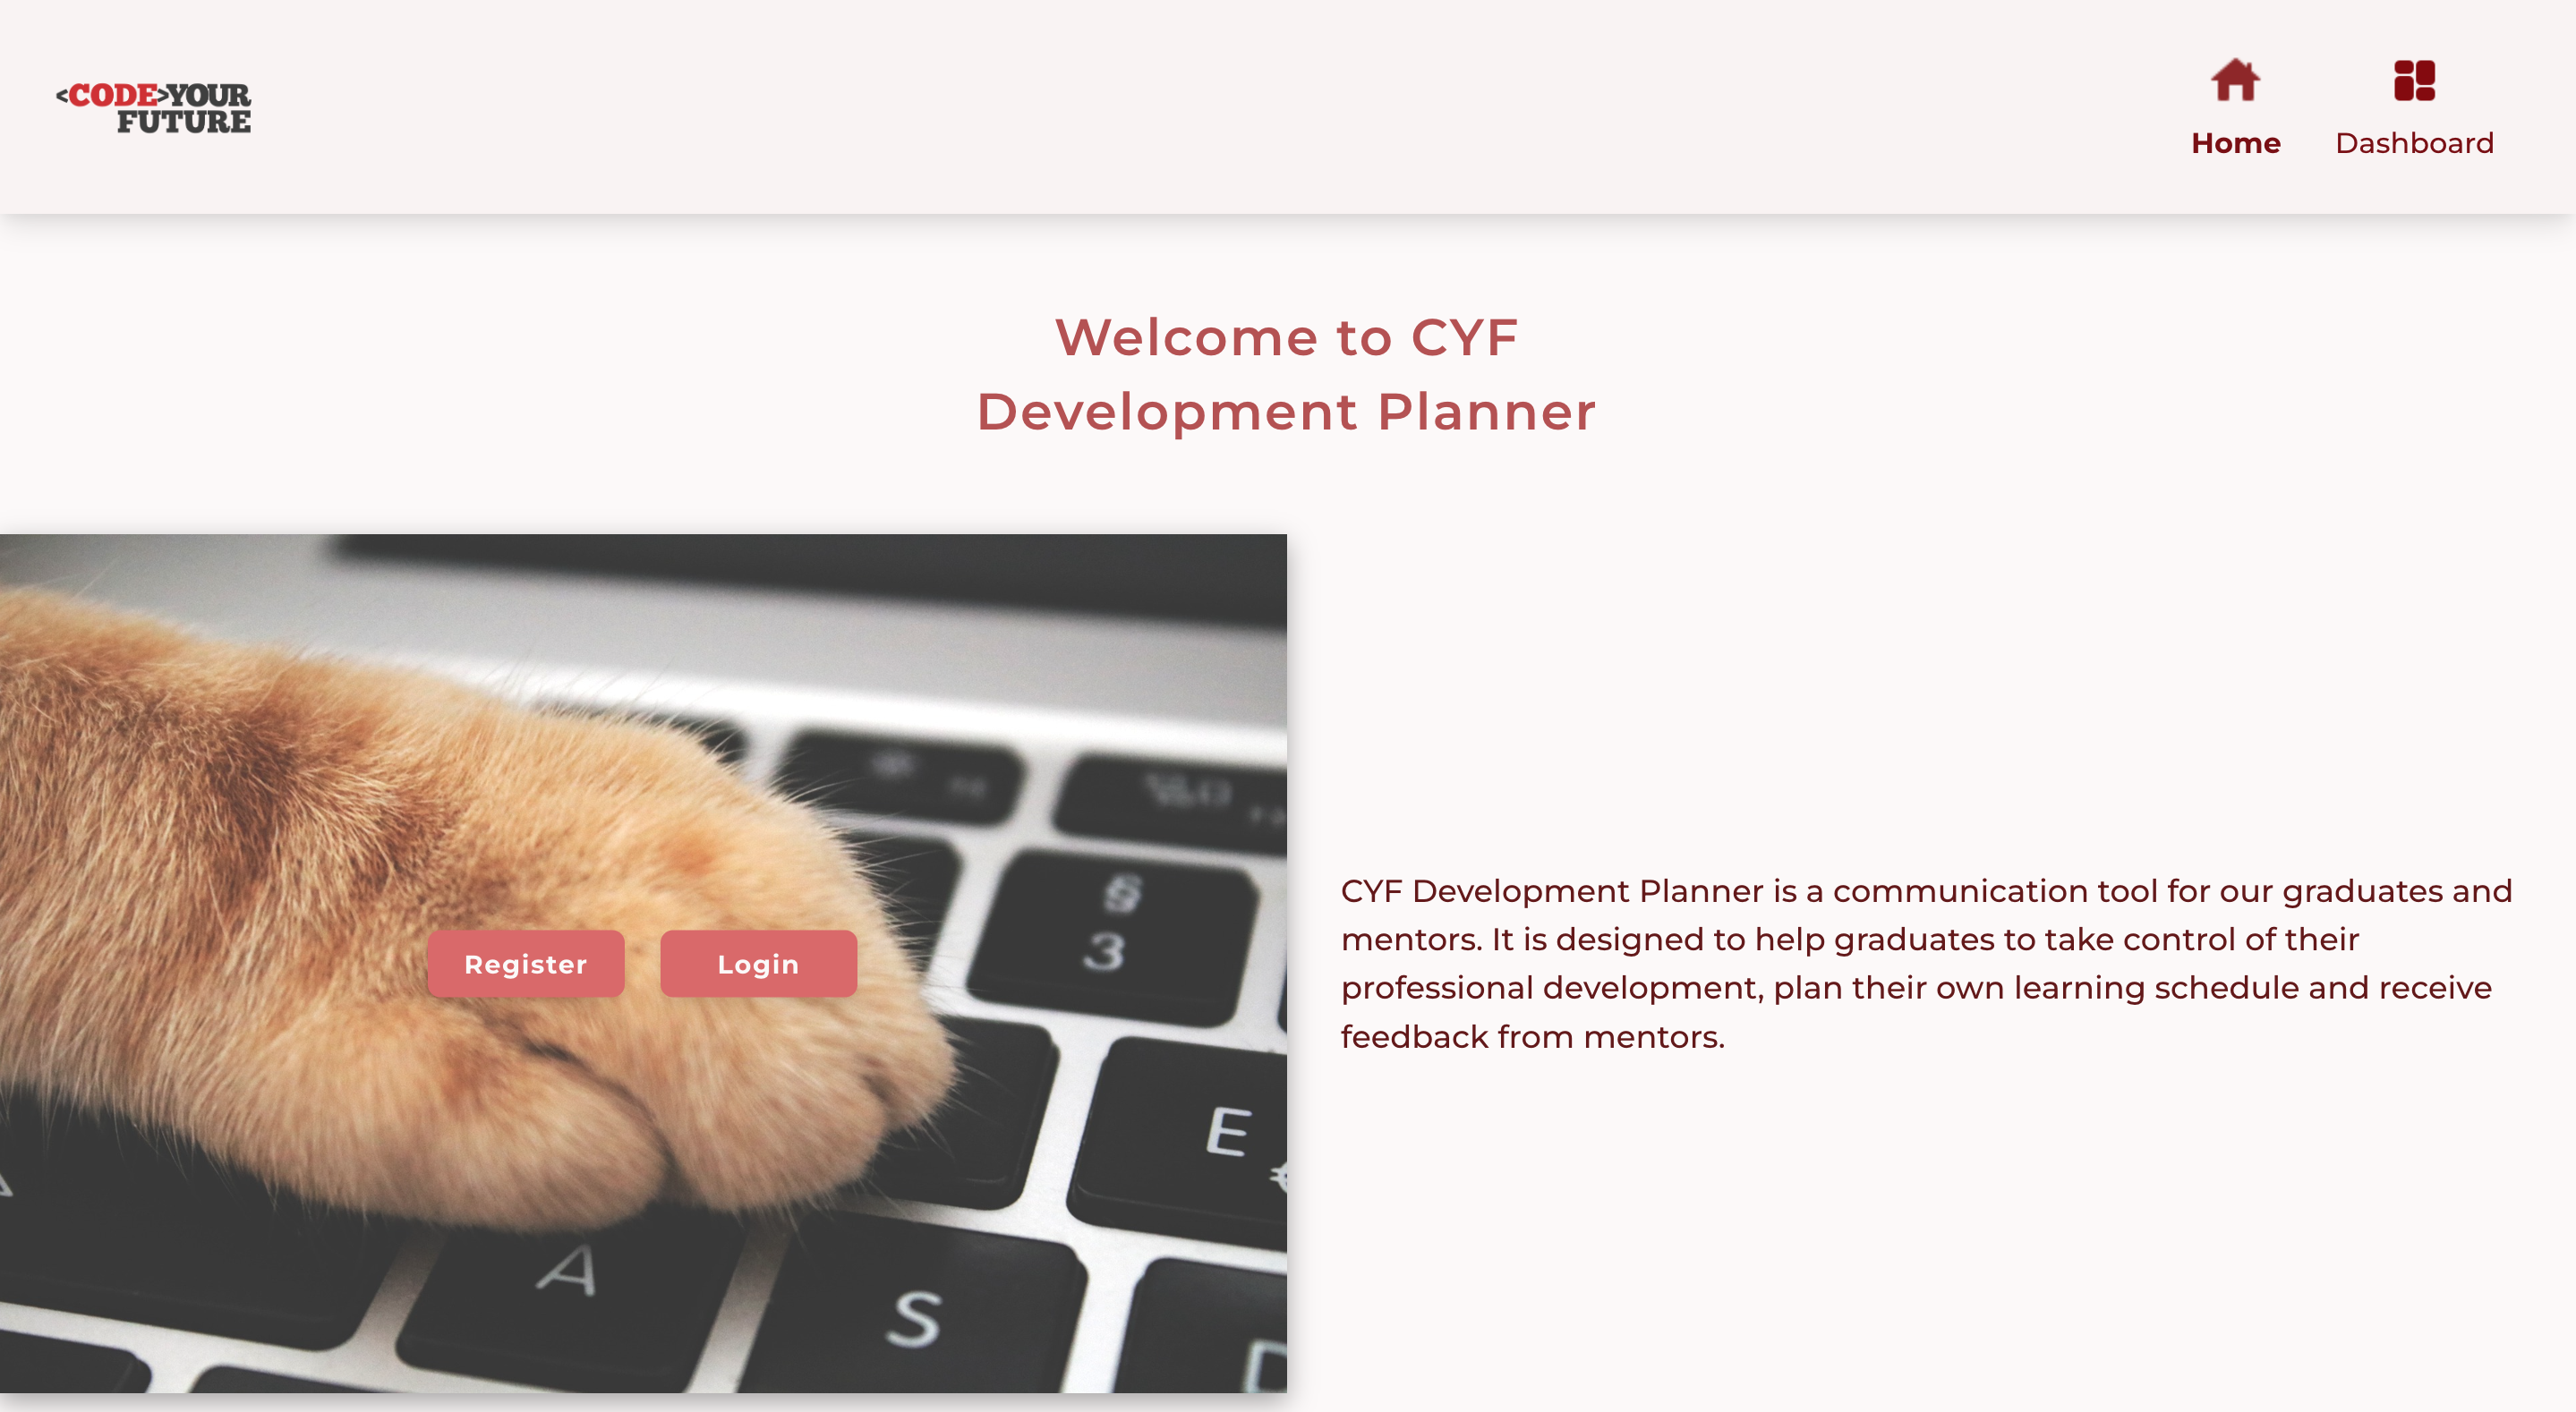 <CODE>YOUR
FUTURE
Home
Dashboard
Welcome to CYF
Development Planner
Register
Login
CYF Development Planner is a communication tool for our graduates and
mentors. It is designed to help graduates to take control of their
professional development, plan their own learning schedule and receive
feedback from mentors.
§
3
E
€
A
S
D